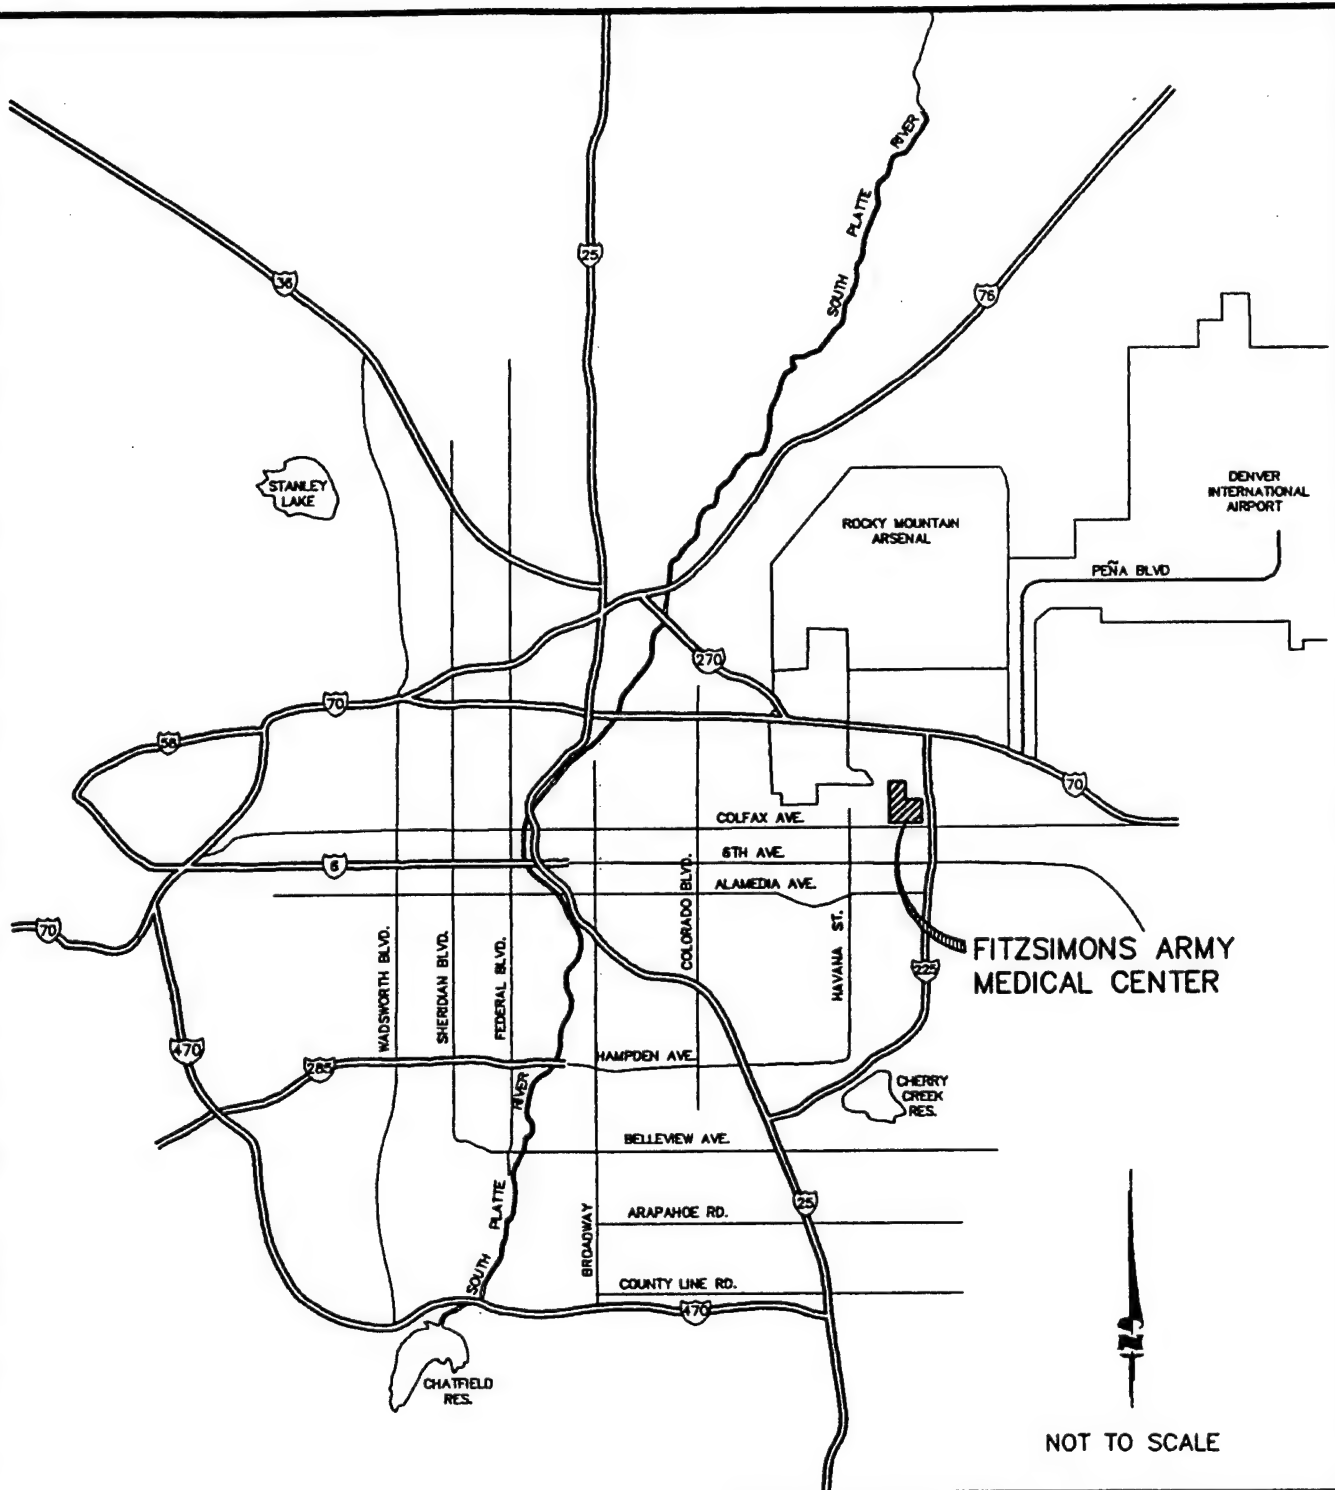 RIVER
PLATTE
SOUTH
25
36
76
STANLEY
LAKE
DENVER
INTERNATIONAL
AIRPORT
ROCKY MOUNTAIN
ARSENAL
PEÑA BLVD
270
70
58
70
COLFAX AVE.
6TH AVE.
6
ALAMEDIA AVE.
COLORADO BLVD.
HAVANA ST.
70
WADSWORTH BLVD.
SHERIDIAN BLVD.
FEDERAL BLVD.
FITZSIMONS ARMY
MEDICAL CENTER
225
470
285
HAMPDEN AVE.
RIVER
CHERRY
CREEK
RES.
BELLEVIEW AVE.
PLATTE
25
ARAPAHOE RD.
BROADWAY
SOUTH
COUNTY LINE RD.
470
CHATFIELD
RES.
N
NOT TO SCALE